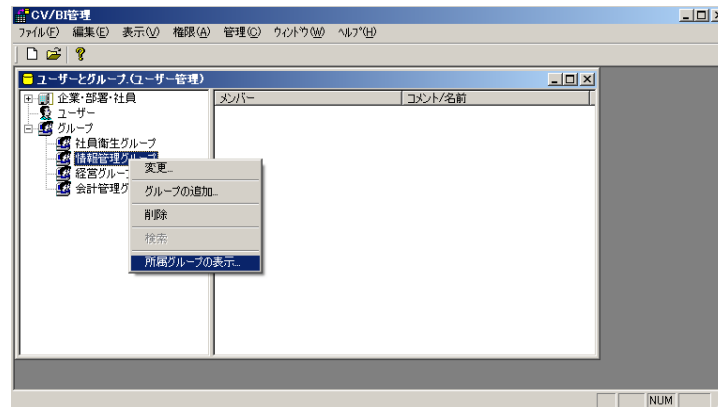 CV/BI管理
ファイル(F) 編集(E) 表示(V) 権限(A) 管理(C) ウィンドウ(W) ヘルプ(H)
ユーザーとグループ.(ユーザー管理)
企業・部署・社員
ユーザー
グループ
社員衛生グループ
情報管理グループ
経営グルー
会計管理グ
メンバー
コメント/名前
変更...
グループの追加...
削除
検索
所属グループの表示...
NUM